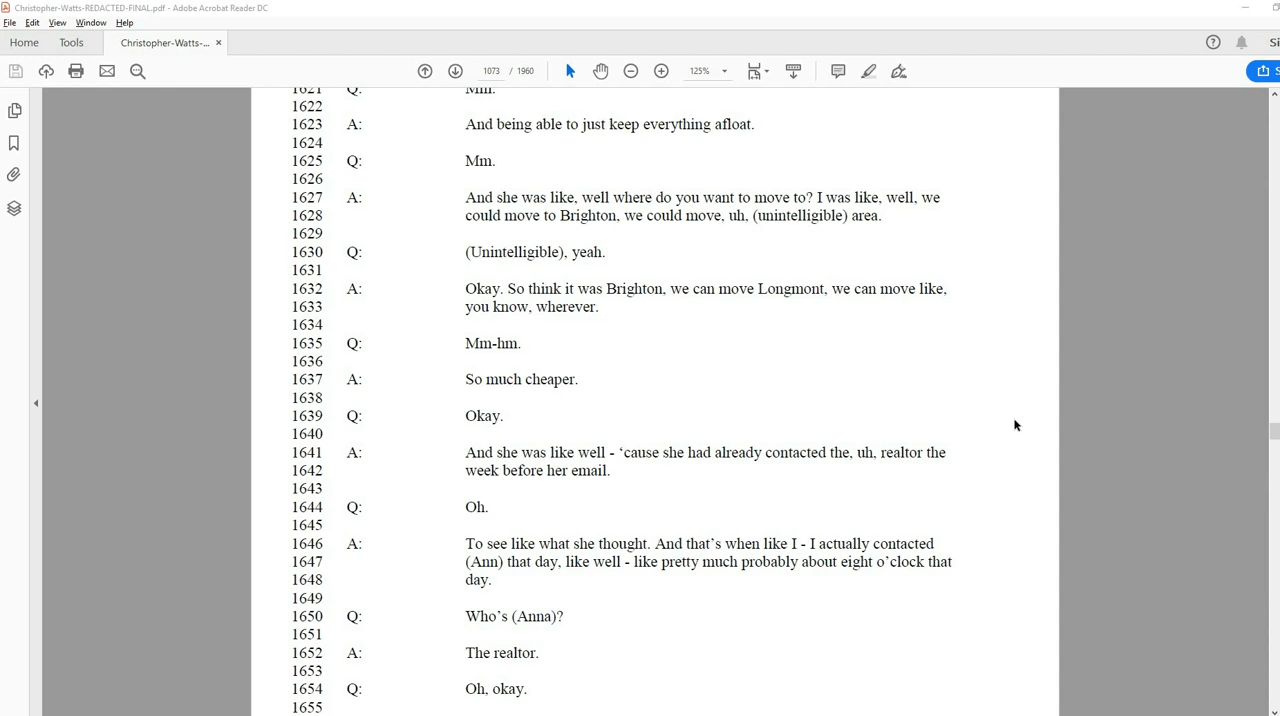 Christopher-Watts-REDACTED-FINAL.pdf - Adobe Acrobat Reader DC
File Edit View Window Help
Home Tools Christopher-Watts-... ×
1073 / 1960 125%
1621 Q: Mm.
1622
1623 A: And being able to just keep everything afloat.
1624
1625 Q: Mm.
1626
1627 A: And she was like, well where do you want to move to? I was like, well, we
1628 could move to Brighton, we could move, uh, (unintelligible) area.
1629
1630 Q: (Unintelligible), yeah.
1631
1632 A: Okay. So think it was Brighton, we can move Longmont, we can move like,
1633 you know, wherever.
1634
1635 Q: Mm-hm.
1636
1637 A: So much cheaper.
1638
1639 Q: Okay.
1640
1641 A: And she was like well - ‘cause she had already contacted the, uh, realtor the
1642 week before her email.
1643
1644 Q: Oh.
1645
1646 A: To see like what she thought. And that’s when like I - I actually contacted
1647 (Ann) that day, like well - like pretty much probably about eight o’clock that
1648 day.
1649
1650 Q: Who’s (Anna)?
1651
1652 A: The realtor.
1653
1654 Q: Oh, okay.
1655